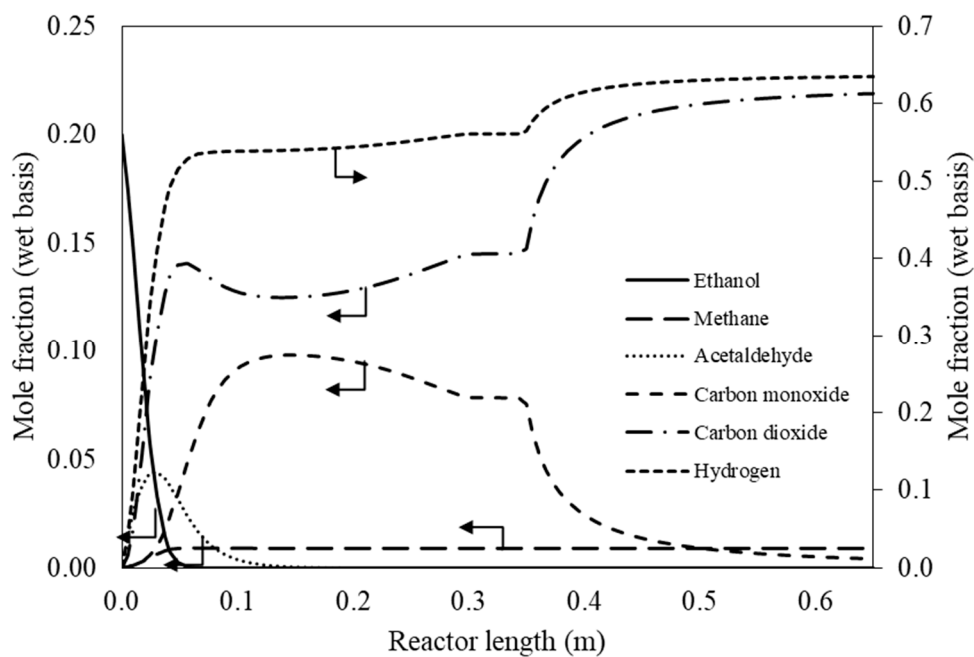 Mole fraction (wet basis)
0.25
0.20
0.15
0.10
0.05
0.00
0.7
0.6
0.5
0.4
0.3
0.2
0.1
0.0
Mole fraction (wet basis)
Ethanol
Methane
Acetaldehyde
Carbon monoxide
Carbon dioxide
Hydrogen
0.0 0.1 0.2 0.3 0.4 0.5 0.6
Reactor length (m)